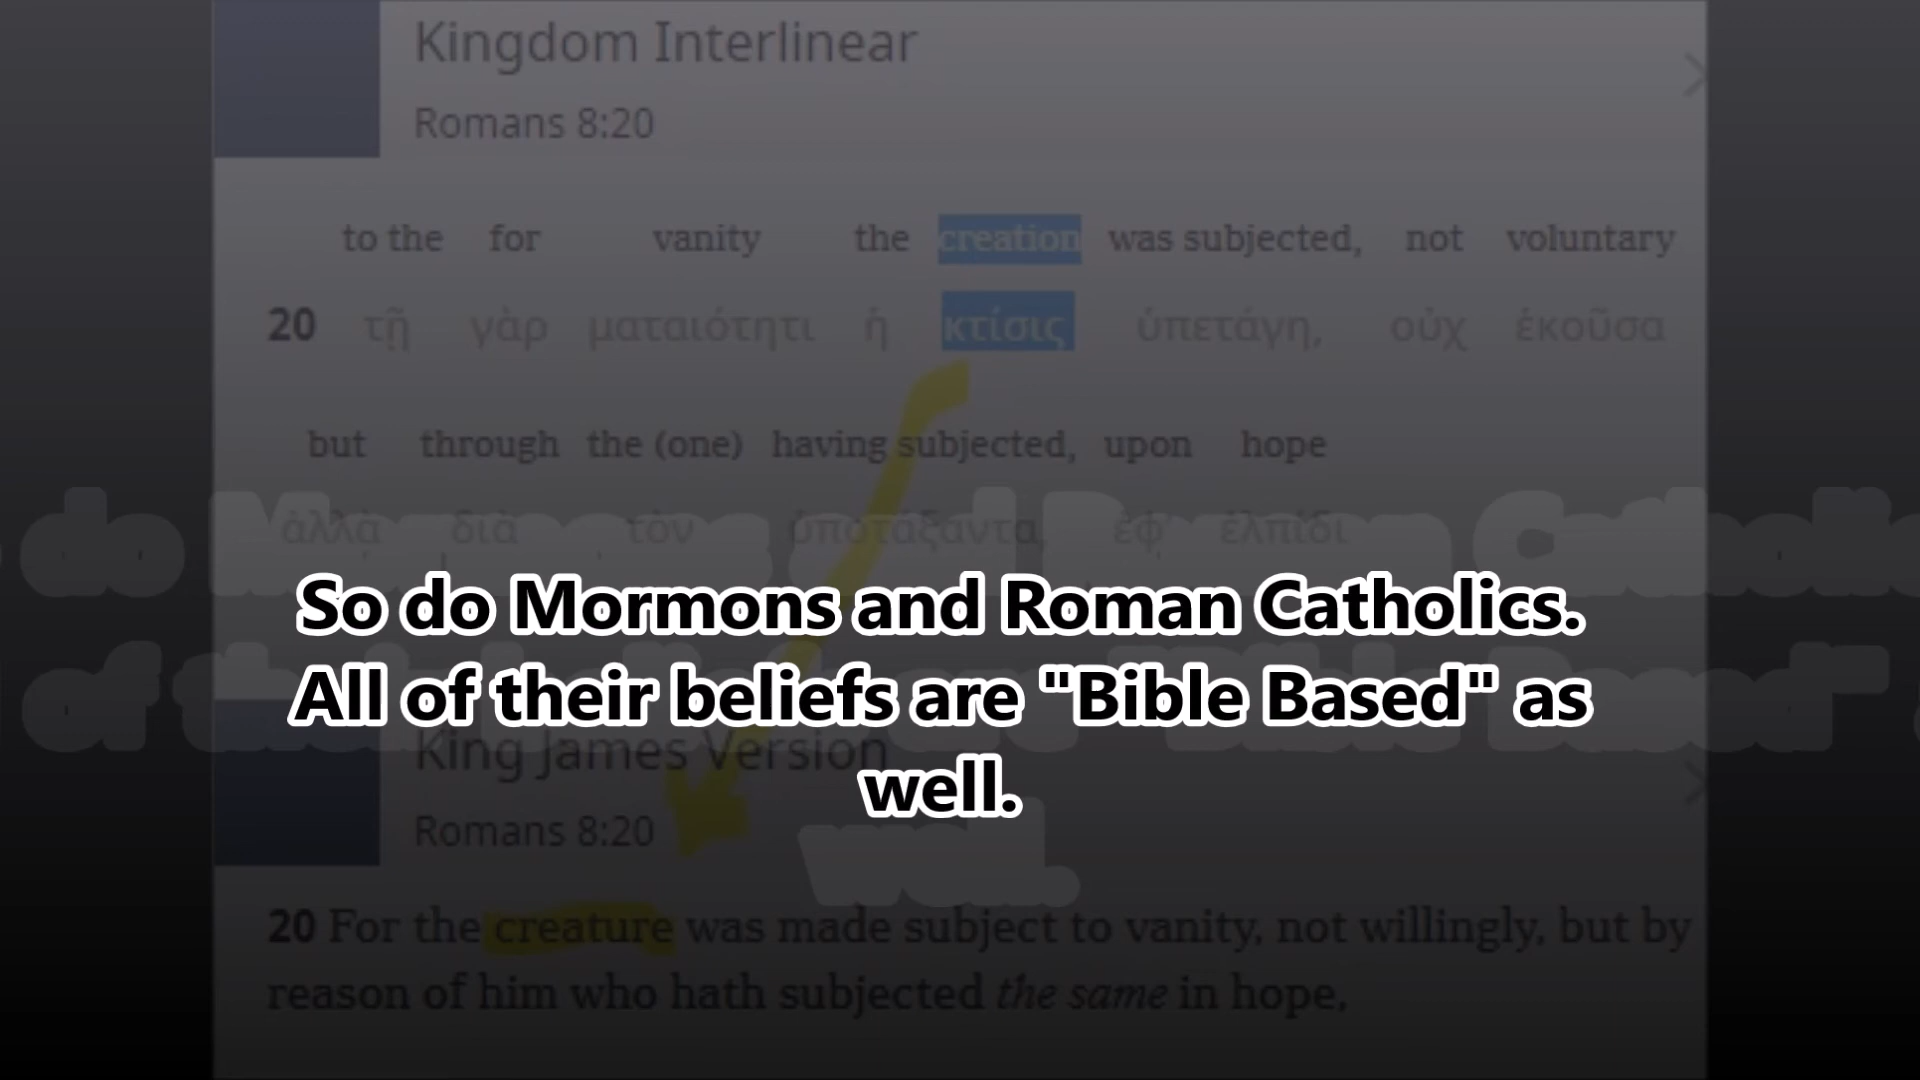 Kingdom Interlinear
Romans 8:20
to the for vanity the creation was subjected, not voluntary
20 τῇ γὰρ ματαιότητι ἡ κτίσις ὑπετάγη, οὐχ ἑκοῦσα
but through the (one) having subjected, upon hope
ἀλλὰ διὰ τὸν ὑποτάξαντα, ἐφ' ἐλπίδι
So do Mormons and Roman Catholics.
All of their beliefs are "Bible Based" as
well.
King James Version
Romans 8:20
20 For the creature was made subject to vanity, not willingly, but by
reason of him who hath subjected the same in hope,